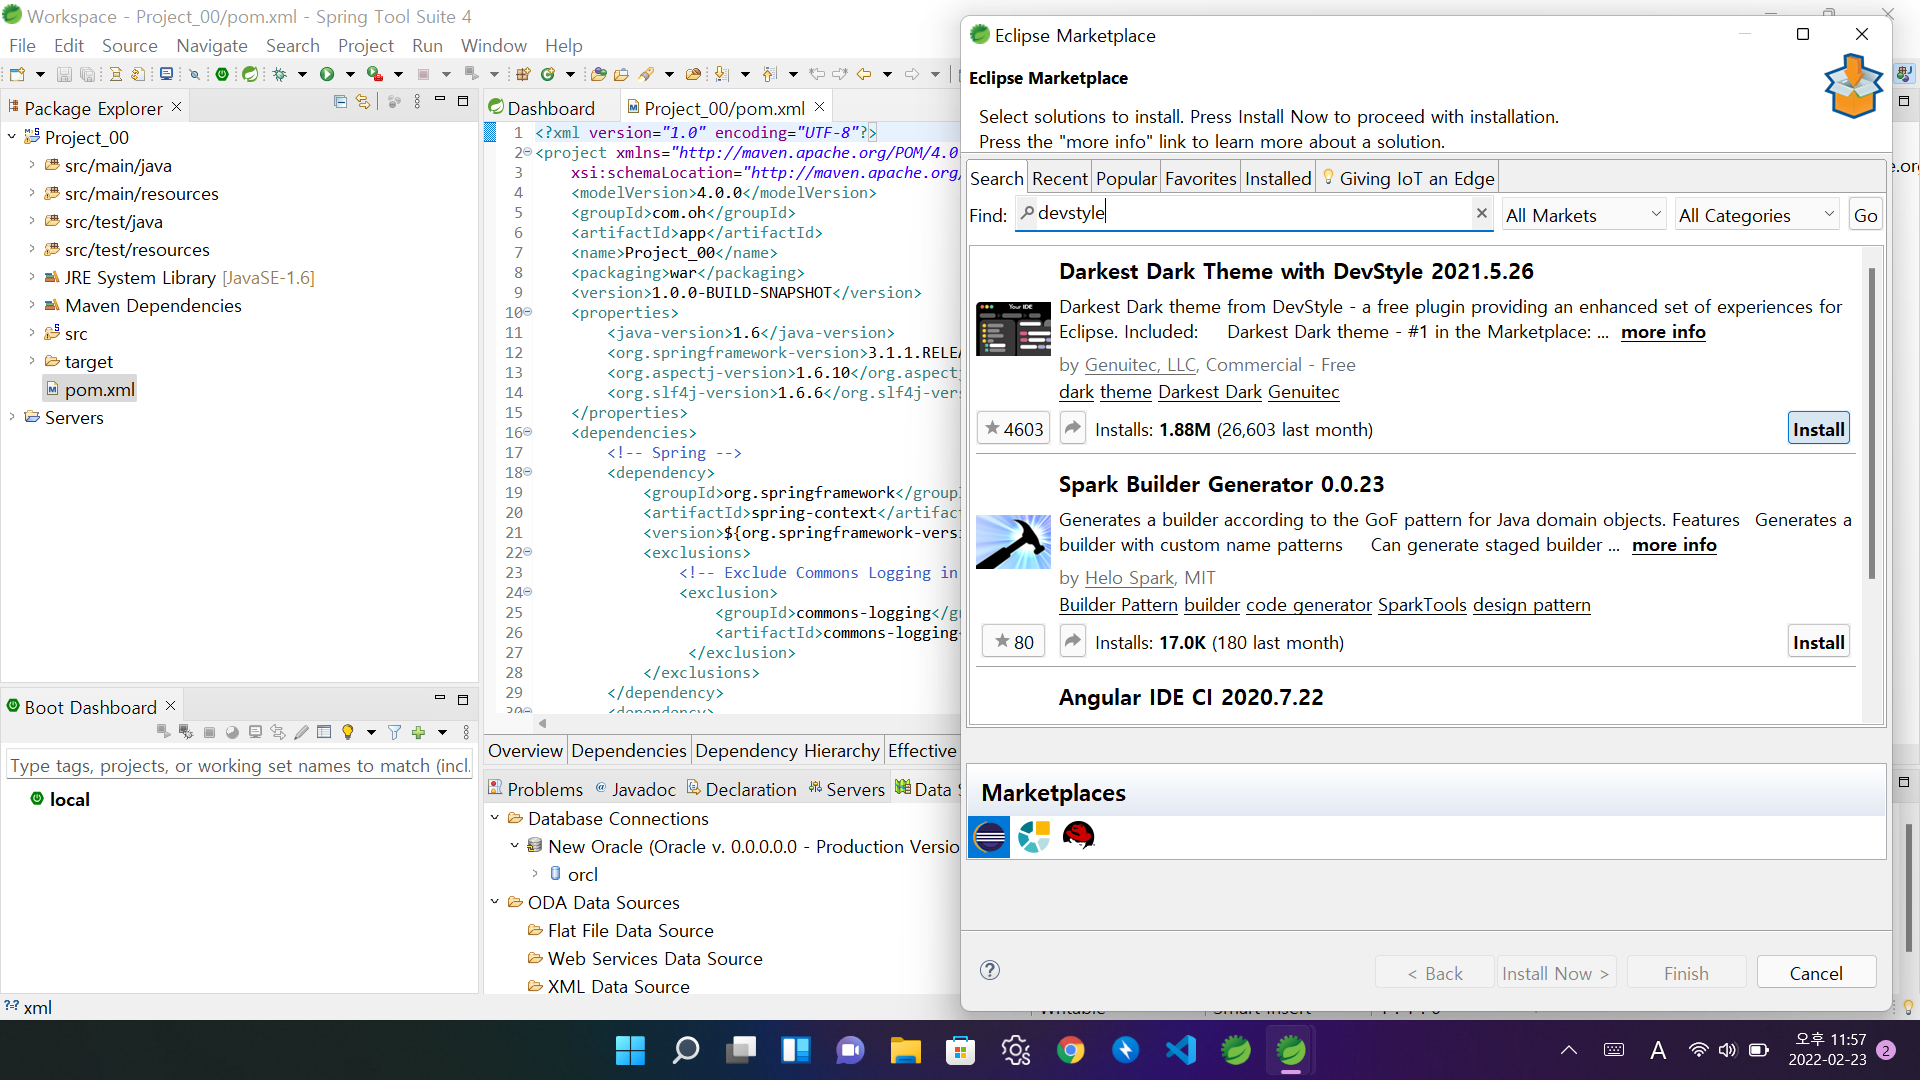 Workspace - Project_00/pom.xml - Spring Tool Suite 4
File Edit Source Navigate Search Project Run Window Help
Package Explorer
Project_00
src/main/java
src/main/resources
src/test/java
src/test/resources
JRE System Library [JavaSE-1.6]
Maven Dependencies
src
target
pom.xml
Servers
Boot Dashboard
Type tags, projects, or working set names to match (incl.
local
xml
Dashboard
Project_00/pom.xml
1 <?xml version="1.0" encoding="UTF-8"?>
2 <project xmlns="http://maven.apache.org/POM/4.0
3 xsi:schemaLocation="http://maven.apache.org/
4 <modelVersion>4.0.0</modelVersion>
5 <groupId>com.oh</groupId>
6 <artifactId>app</artifactId>
7 <name>Project_00</name>
8 <packaging>war</packaging>
9 <version>1.0.0-BUILD-SNAPSHOT</version>
10 <properties>
11 <java-version>1.6</java-version>
12 <org.springframework-version>3.1.1.RELEA
13 <org.aspectj-version>1.6.10</org.aspectj
14 <org.slf4j-version>1.6.6</org.slf4j-ver
15 </properties>
16 <dependencies>
17 <!-- Spring -->
18 <dependency>
19 <groupId>org.springframework</groupI
20 <artifactId>spring-context</artifact
21 <version>${org.springframework-versi
22 <exclusions>
23 <!-- Exclude Commons Logging in
24 <exclusion>
25 <groupId>commons-logging</g
26 <artifactId>commons-logging
27 </exclusion>
28 </exclusions>
29 </dependency>
30 <dependency>
Overview Dependencies Dependency Hierarchy Effective
Problems Javadoc Declaration Servers Data S
Database Connections
New Oracle (Oracle v. 0.0.0.0.0 - Production Versio
orcl
ODA Data Sources
Flat File Data Source
Web Services Data Source
XML Data Source
Eclipse Marketplace
Eclipse Marketplace
Select solutions to install. Press Install Now to proceed with installation.
Press the "more info" link to learn more about a solution.
Search Recent Popular Favorites Installed Giving IoT an Edge
Find: devstyle All Markets All Categories Go
Darkest Dark Theme with DevStyle 2021.5.26
Your IDE
Darkest Dark theme from DevStyle - a free plugin providing an enhanced set of experiences for
Eclipse. Included: Darkest Dark theme - #1 in the Marketplace: ... more info
by Genuitec, LLC, Commercial - Free
dark theme Darkest Dark Genuitec
4603 Installs: 1.88M (26,603 last month) Install
Spark Builder Generator 0.0.23
Generates a builder according to the GoF pattern for Java domain objects. Features Generates a
builder with custom name patterns Can generate staged builder ... more info
by Helo Spark, MIT
Builder Pattern builder code generator SparkTools design pattern
80 Installs: 17.0K (180 last month) Install
Angular IDE CI 2020.7.22
Marketplaces
< Back Install Now > Finish Cancel
e.org
Writable Smart Insert
A
오후 11:57
2022-02-23
2